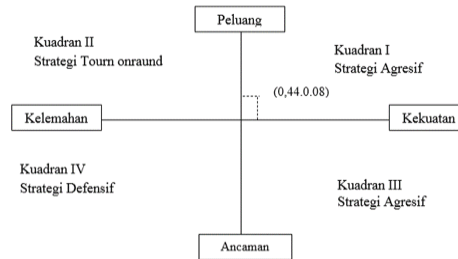 Peluang
Kuadran II
Strategi Tourn onraund
Kuadran I
Strategi Agresif
(0,44.0.08)
Kelemahan
Kekuatan
Kuadran IV
Strategi Defensif
Kuadran III
Strategi Agresif
Ancaman